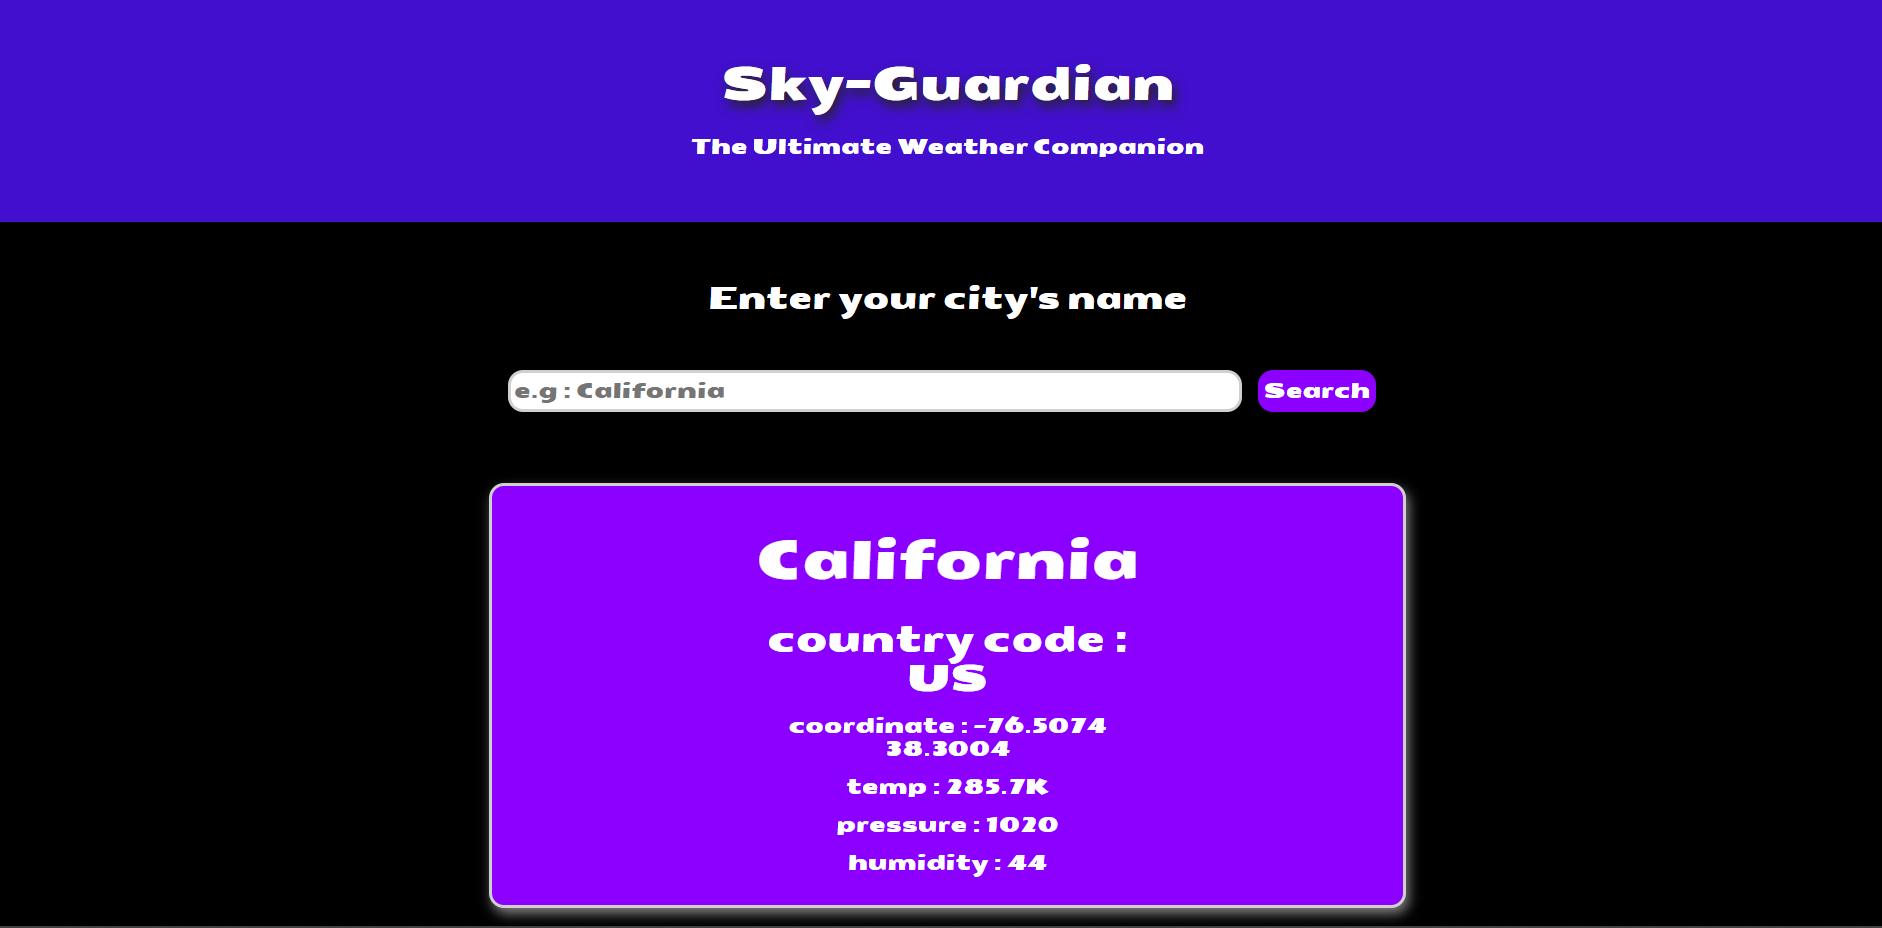 Sky-Guardian
The Ultimate Weather Companion
Enter your city's name
e.g : California
Search
California
country code :
US
coordinate : -76.5074
38.3004
temp : 285.7K
pressure : 1020
humidity : 44